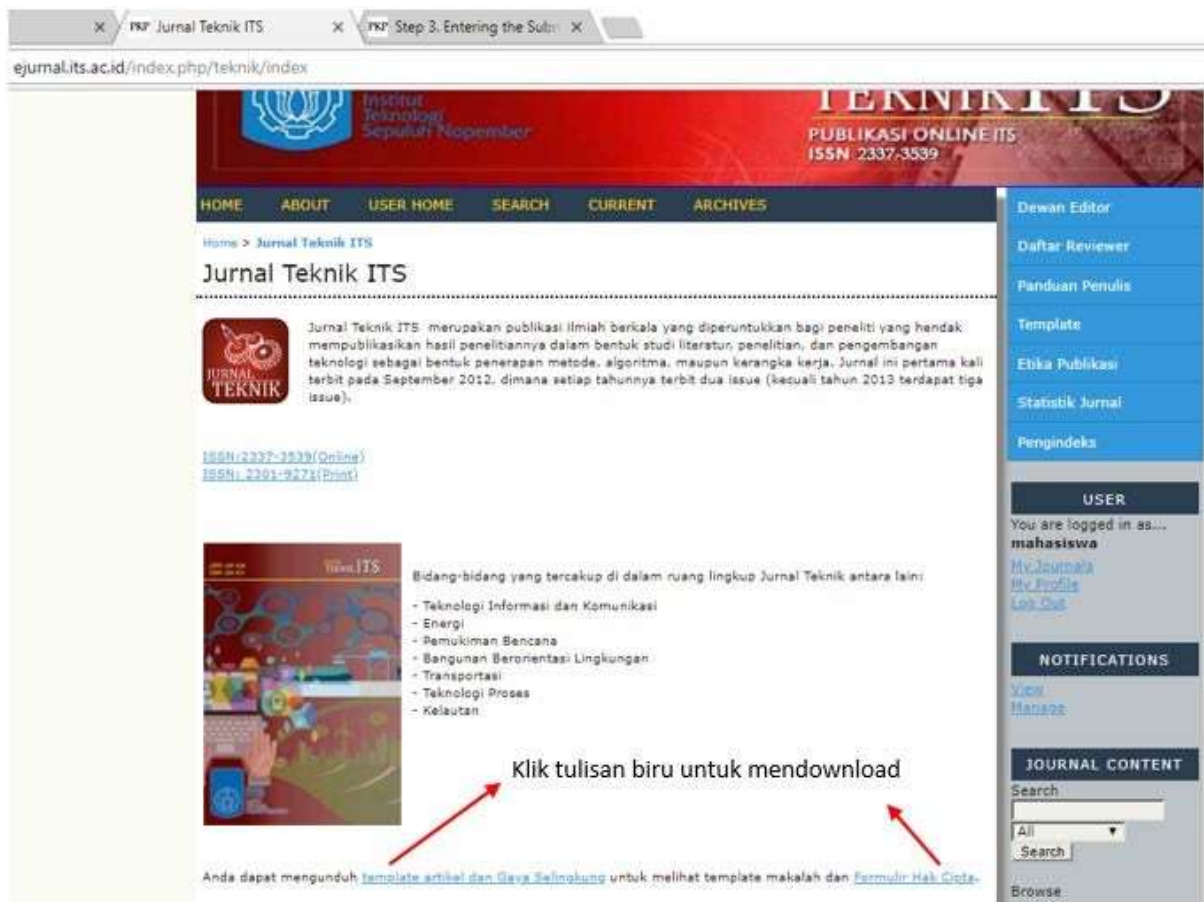 PKP Jurnal Teknik ITS
PKP Step 3. Entering the Subm
ejurnal.its.ac.id/index.php/teknik/index
Institut
Teknologi
Sepuluh Nopember
TEKNIK ITS
PUBLIKASI ONLINE ITS
ISSN 2337-3539
HOME ABOUT USER HOME SEARCH CURRENT ARCHIVES
Home > Jurnal Teknik ITS
Jurnal Teknik ITS
JURNAL
TEKNIK
Jurnal Teknik ITS merupakan publikasi ilmiah berkala yang diperuntukkan bagi peneliti yang hendak
mempublikasikan hasil penelitiannya dalam bentuk studi literatur, penelitian, dan pengembangan
teknologi sebagai bentuk penerapan metode, algoritma, maupun kerangka kerja. Jurnal ini pertama kali
terbit pada September 2012, dimana setiap tahunnya terbit dua issue (kecuali tahun 2013 terdapat tiga
issue).
ISSN:2337-3539(Online)
ISSN: 2301-9271(Print)
ITS
Bidang-bidang yang tercakup di dalam ruang lingkup Jurnal Teknik antara lain:
- Teknologi Informasi dan Komunikasi
- Energi
- Pemukiman Bencana
- Bangunan Berorientasi Lingkungan
- Transportasi
- Teknologi Proses
- Kelautan
Klik tulisan biru untuk mendownload
Anda dapat mengunduh template artikel dan Gaya Selingkung untuk melihat template makalah dan Formulir Hak Cipta.
Dewan Editor
Daftar Reviewer
Panduan Penulis
Template
Etika Publikasi
Statistik Jurnal
Pengindeks
USER
You are logged in as...
mahasiswa
My Journals
My Profile
Log Out
NOTIFICATIONS
View
Manage
JOURNAL CONTENT
Search
All
Search
Browse